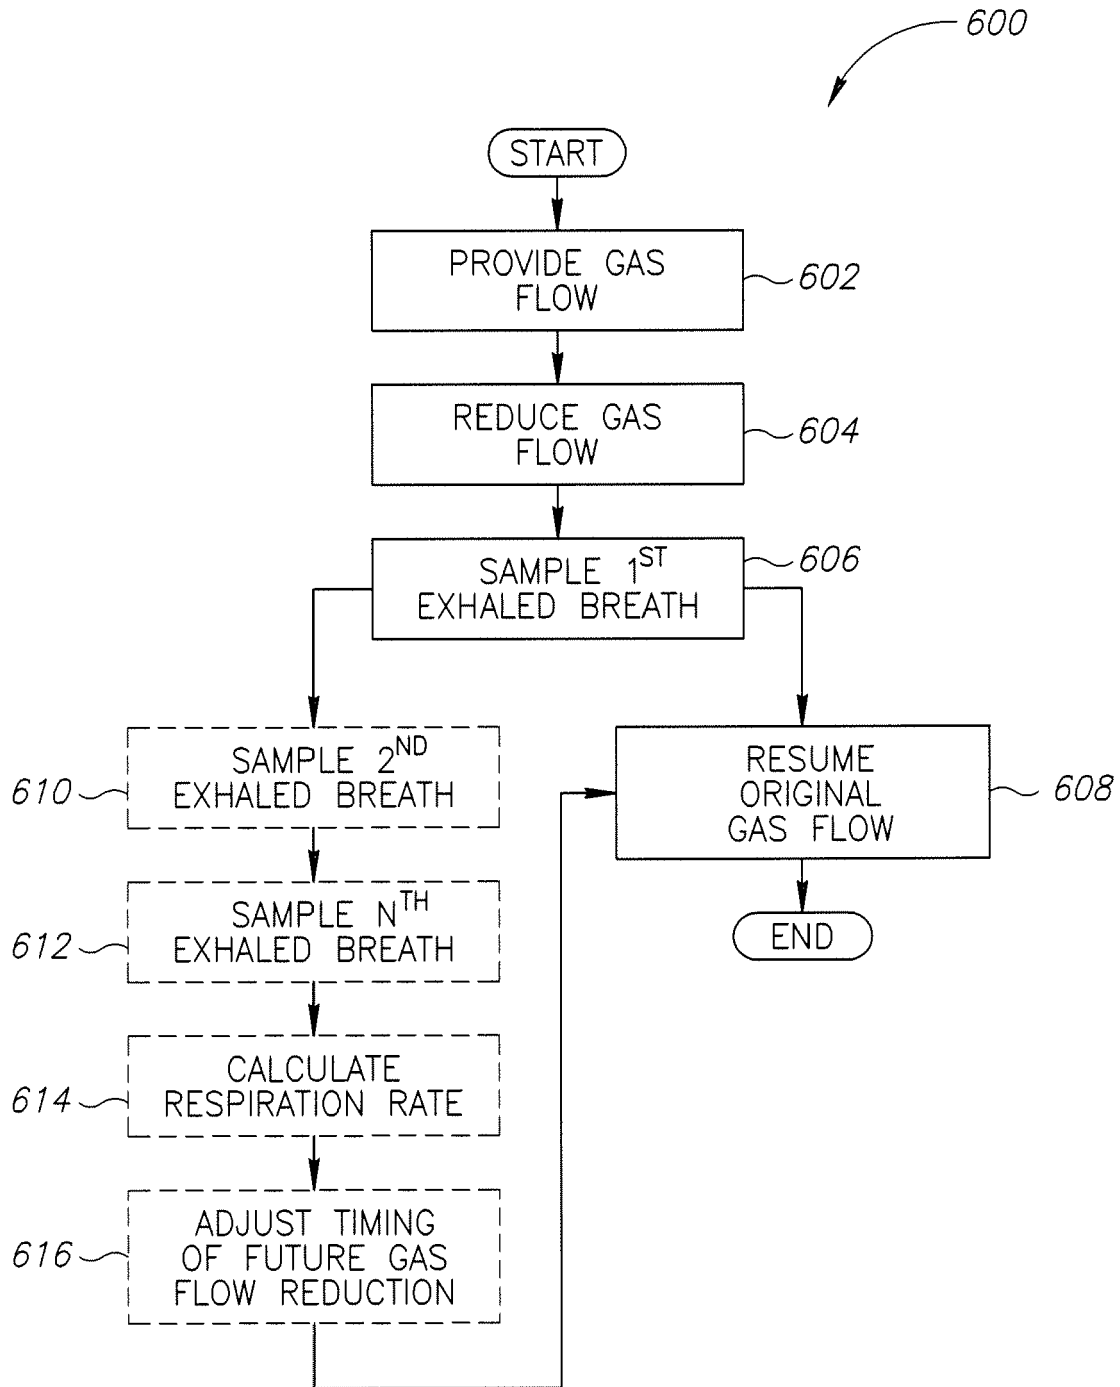 600
START
PROVIDE GAS
FLOW
602
REDUCE GAS
FLOW
604
SAMPLE 1ST
EXHALED BREATH
606
SAMPLE 2ND
EXHALED BREATH
610
RESUME
ORIGINAL
GAS FLOW
608
SAMPLE NTH
EXHALED BREATH
612
END
CALCULATE
RESPIRATION RATE
614
ADJUST TIMING
OF FUTURE GAS
FLOW REDUCTION
616